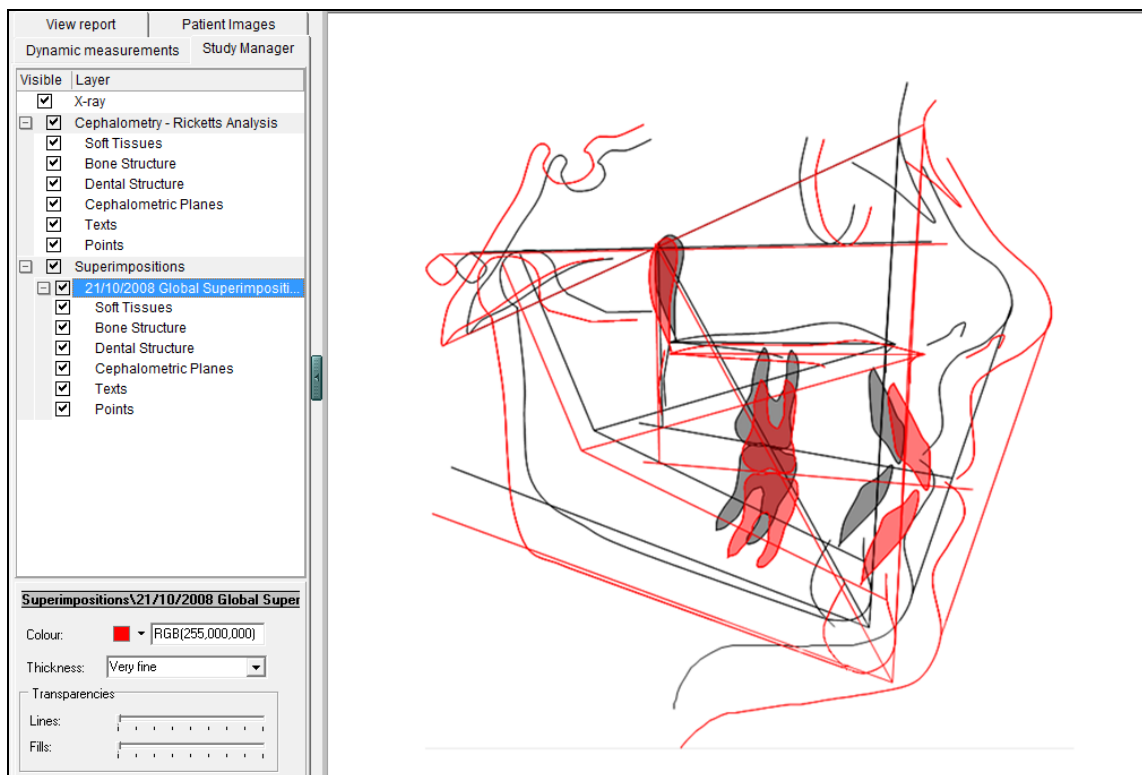 View report Patient Images
Dynamic measurements Study Manager
Visible Layer
X-ray
Cephalometry - Ricketts Analysis
Soft Tissues
Bone Structure
Dental Structure
Cephalometric Planes
Texts
Points
Superimpositions
21/10/2008 Global Superimpositi...
Soft Tissues
Bone Structure
Dental Structure
Cephalometric Planes
Texts
Points
Superimpositions\21/10/2008 Global Super
Colour: RGB(255,000,000)
Thickness: Very fine
Transparencies
Lines:
Fills: